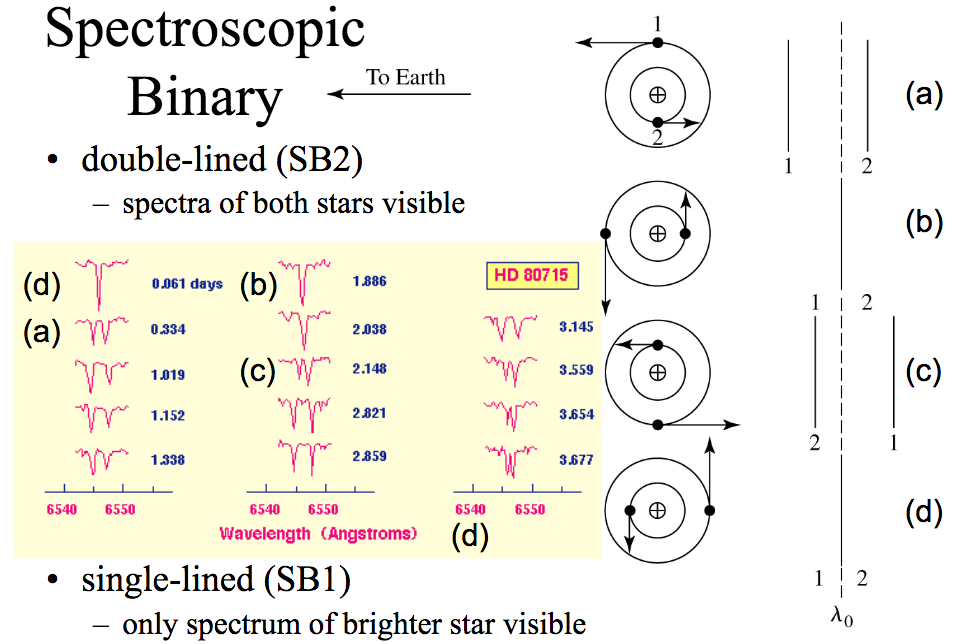 Spectroscopic
Binary
To Earth
• double-lined (SB2)
– spectra of both stars visible
(d) 0.061 days
(a) 0.334
1.019
1.152
1.338
6540 6550
(b) 1.886
2.038
(c) 2.148
2.821
2.859
6540 6550
HD 80715
3.145
3.559
3.654
3.677
6540 6550
Wavelength (Angstroms)
(d)
• single-lined (SB1)
– only spectrum of brighter star visible
1
2
1 2
(a)
(b)
1 2
(c)
2 1
(d)
1 2
λ₀